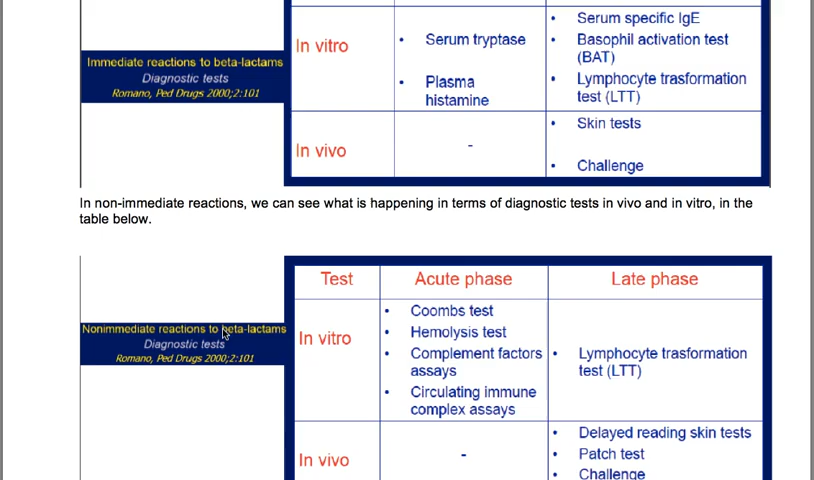 Immediate reactions to beta-lactams
Diagnostic tests
Romano, Ped Drugs 2000;2:101
In vitro
• Serum tryptase
• Plasma
histamine
• Serum specific IgE
• Basophil activation test
(BAT)
• Lymphocyte trasformation
test (LTT)
In vivo
-
• Skin tests
• Challenge
In non-immediate reactions, we can see what is happening in terms of diagnostic tests in vivo and in vitro, in the
table below.
Nonimmediate reactions to beta-lactams
Diagnostic tests
Romano, Ped Drugs 2000;2:101
Test
Acute phase
Late phase
In vitro
• Coombs test
• Hemolysis test
• Complement factors
assays
• Circulating immune
complex assays
• Lymphocyte trasformation
test (LTT)
In vivo
-
• Delayed reading skin tests
• Patch test
• Challenge